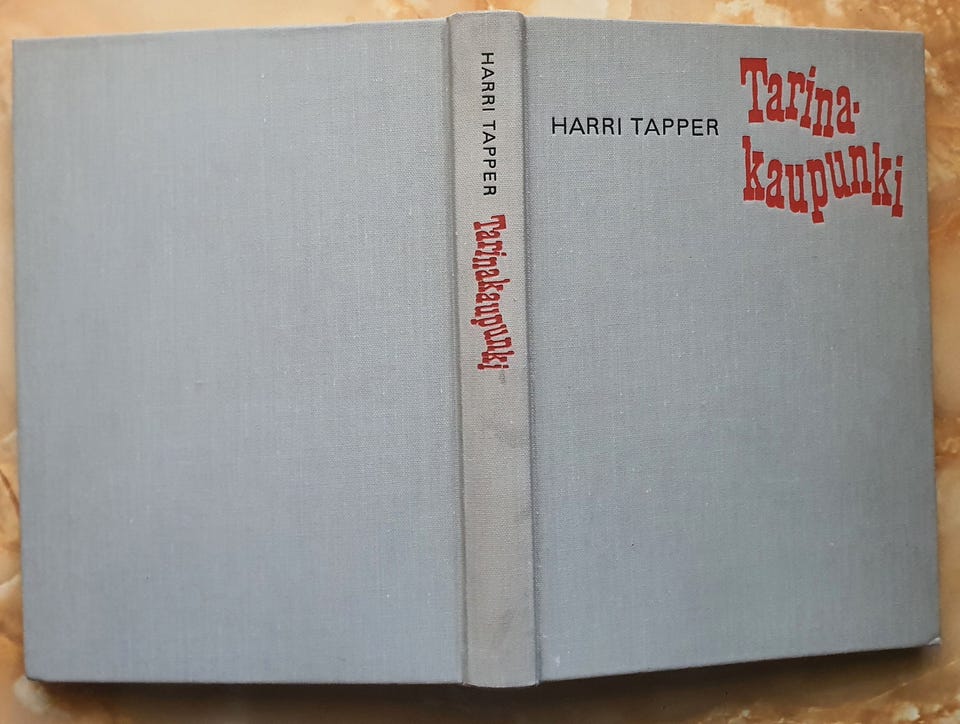 HARRI TAPPER
Tarinakaupunki
HARRI TAPPER
Tarina-
kaupunki